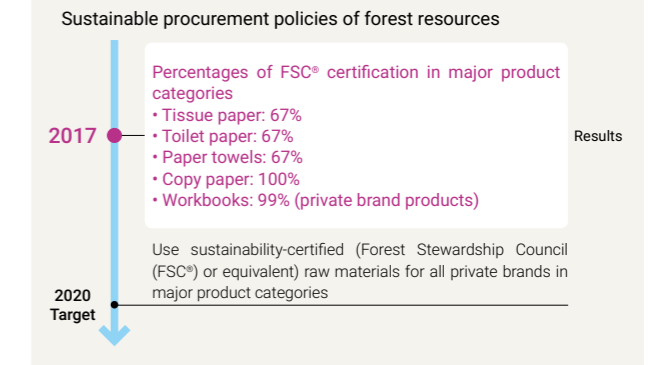 Sustainable procurement policies of forest resources
Percentages of FSC® certification in major product
categories
• Tissue paper: 67%
2017
• Toilet paper: 67%
Results
• Paper towels: 67%
• Copy paper: 100%
• Workbooks: 99% (private brand products)
Use sustainability-certified (Forest Stewardship Council
(FSC®) or equivalent) raw materials for all private brands in
major product categories
2020
Target